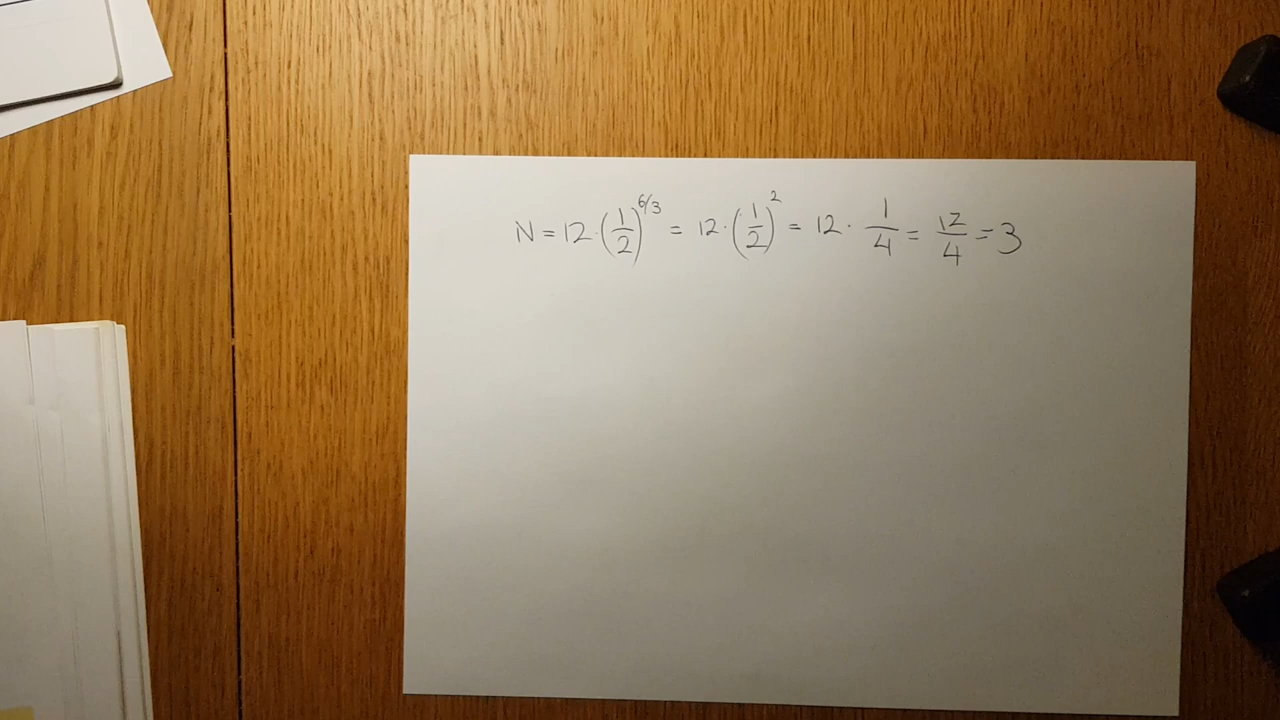 N = 12 · (1/2)^6/3 = 12 · (1/2)^2 = 12 · 1/4 = 12/4 = 3